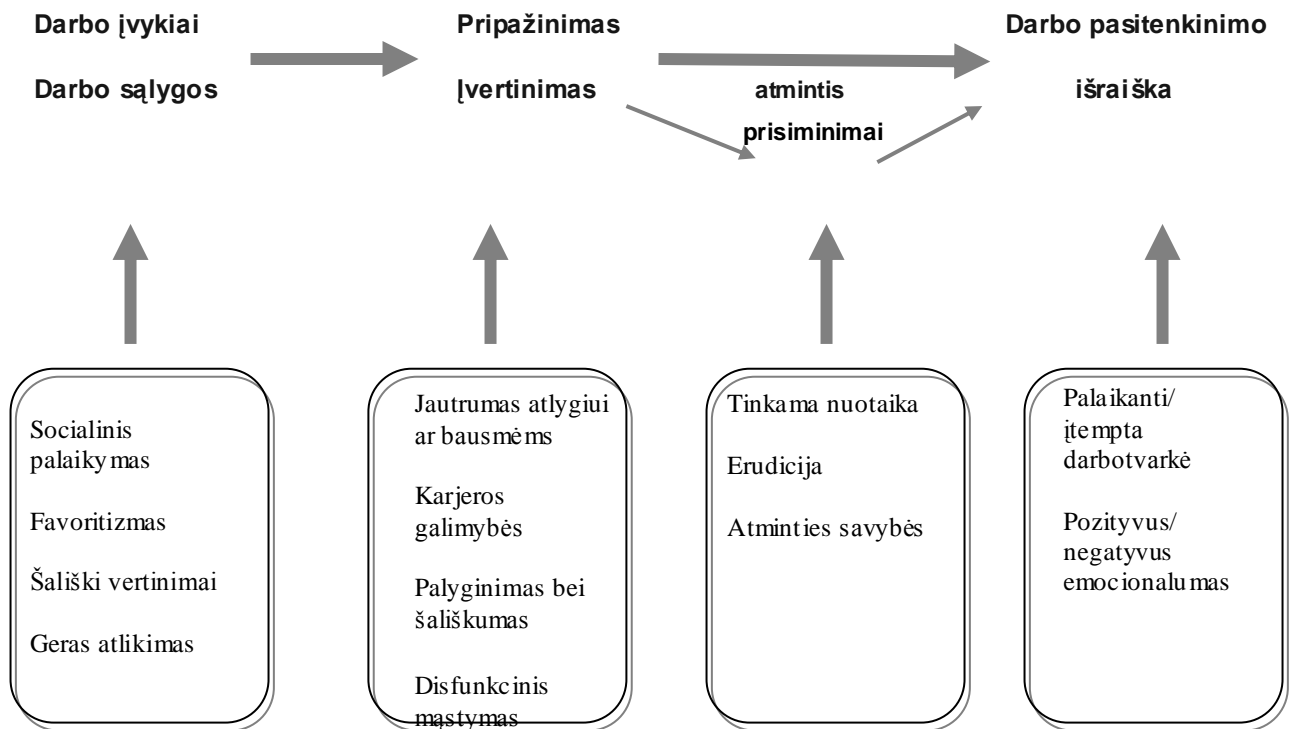 Darbo įvykiai
Pripažinimas
Darbo pasitenkinimo
Darbo sąlygos
Įvertinimas
atmintis
išraiška
prisiminimai
Socialinis
palaikymas
Favoritizmas
Šališki vertinimai
Geras atlikimas
Jautrumas atlygiui
ar bausmėms
Karjeros
galimybės
Palyginimas bei
šališkumas
Disfunkcinis
mąstymas
Tinkama nuotaika
Erudicija
Atminties savybės
Palaikanti/
įtempta
darbotvarkė
Pozityvus/
negatyvus
emocionalumas